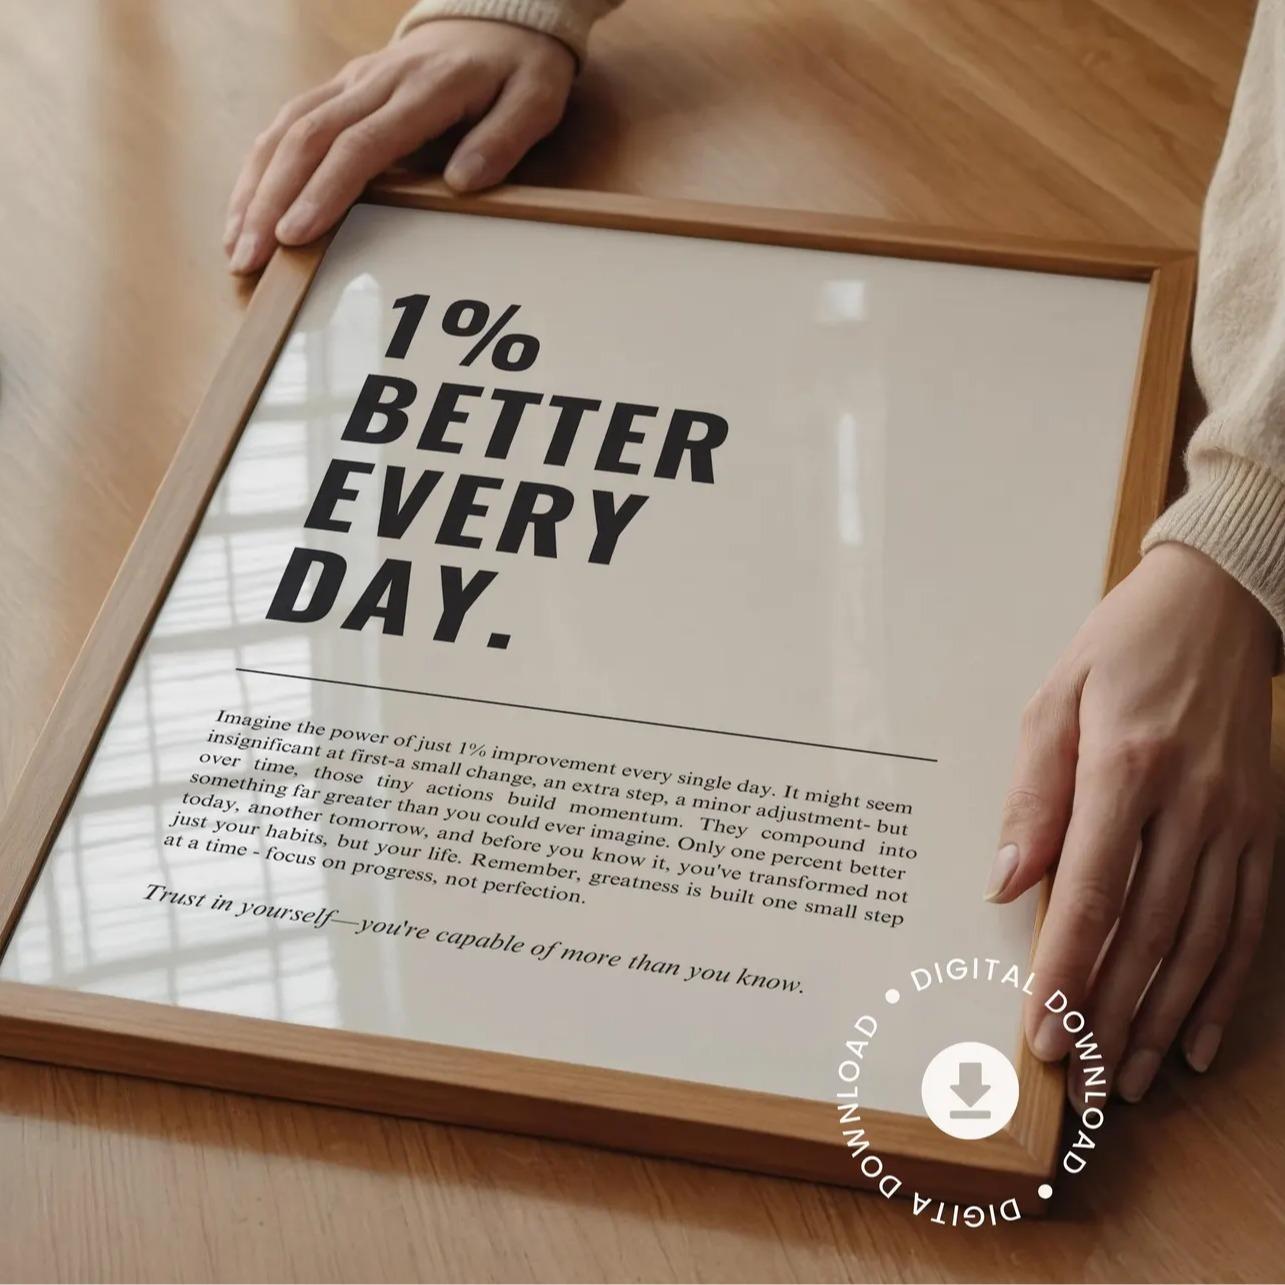 1%
BETTER
EVERY
DAY.
Imagine the power of just 1% improvement every single day. It might seem
insignificant at first-a small change, an extra step, a minor adjustment- but
over time, those tiny actions build momentum. They compound into
something far greater than you could ever imagine. Only one percent better
today, another tomorrow, and before you know it, you've transformed not
just your habits, but your life. Remember, greatness is built one small step
at a time - focus on progress, not perfection.
Trust in yourself—you're capable of more than you know.
• DIGITAL DOWNLOAD • DIGITA DOWNLOAD